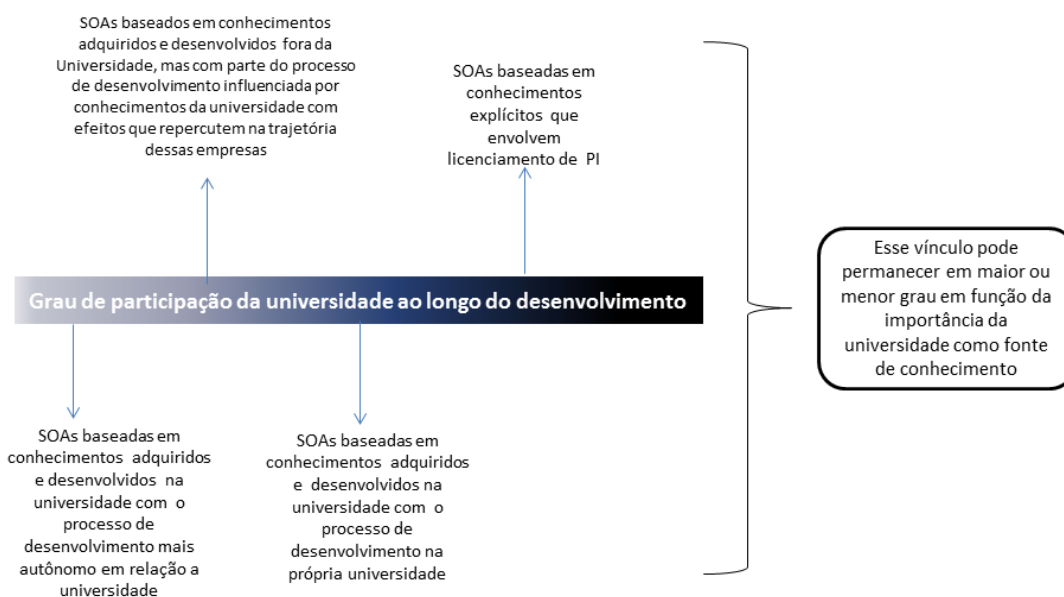 SOAs baseados em conhecimentos
adquiridos e desenvolvidos fora da
Universidade, mas com parte do processo
de desenvolvimento influenciada por
conhecimentos da universidade com
efeitos que repercutem na trajetória
dessas empresas
SOAs baseadas em
conhecimentos
explícitos que
envolvem
licenciamento de PI
Grau de participação da universidade ao longo do desenvolvimento
Esse vínculo pode
permanecer em maior ou
menor grau em função da
importância da
universidade como fonte
de conhecimento
SOAs baseadas em
conhecimentos adquiridos
e desenvolvidos na
universidade com o
processo de
desenvolvimento mais
autônomo em relação a
universidade
SOAs baseadas em
conhecimentos adquiridos
e desenvolvidos na
universidade com o
processo de
desenvolvimento na
própria universidade